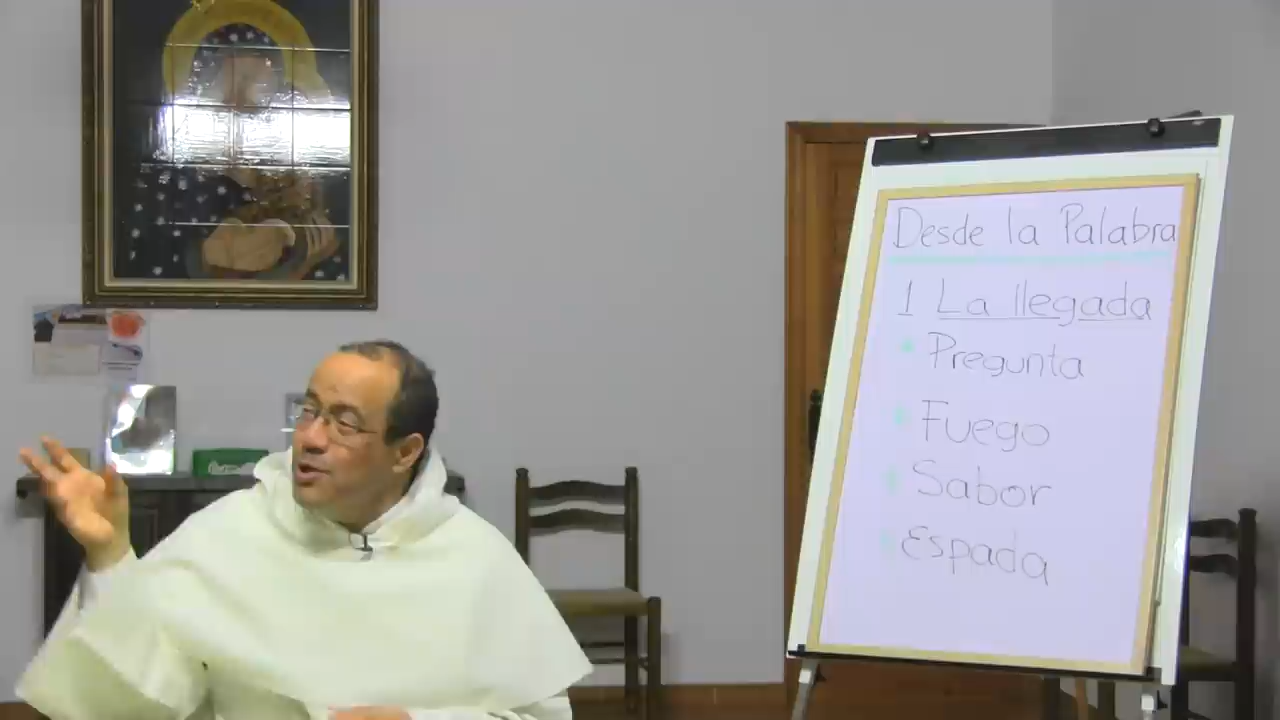 Desde la Palabra
1 La llegada
• Pregunta
• Fuego
• Sabor
• Espada